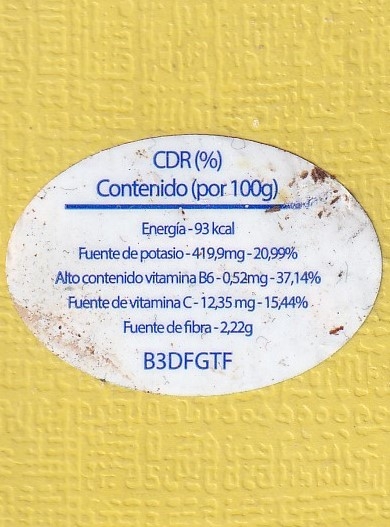 CDR (%)
Contenido (por 100g)
Energía - 93 kcal
Fuente de potasio - 419,9mg - 20,99%
Alto contenido vitamina B6 - 0,52mg - 37,14%
Fuente de vitamina C - 12,35 mg - 15,44%
Fuente de fibra - 2,22g
B3DFGTF